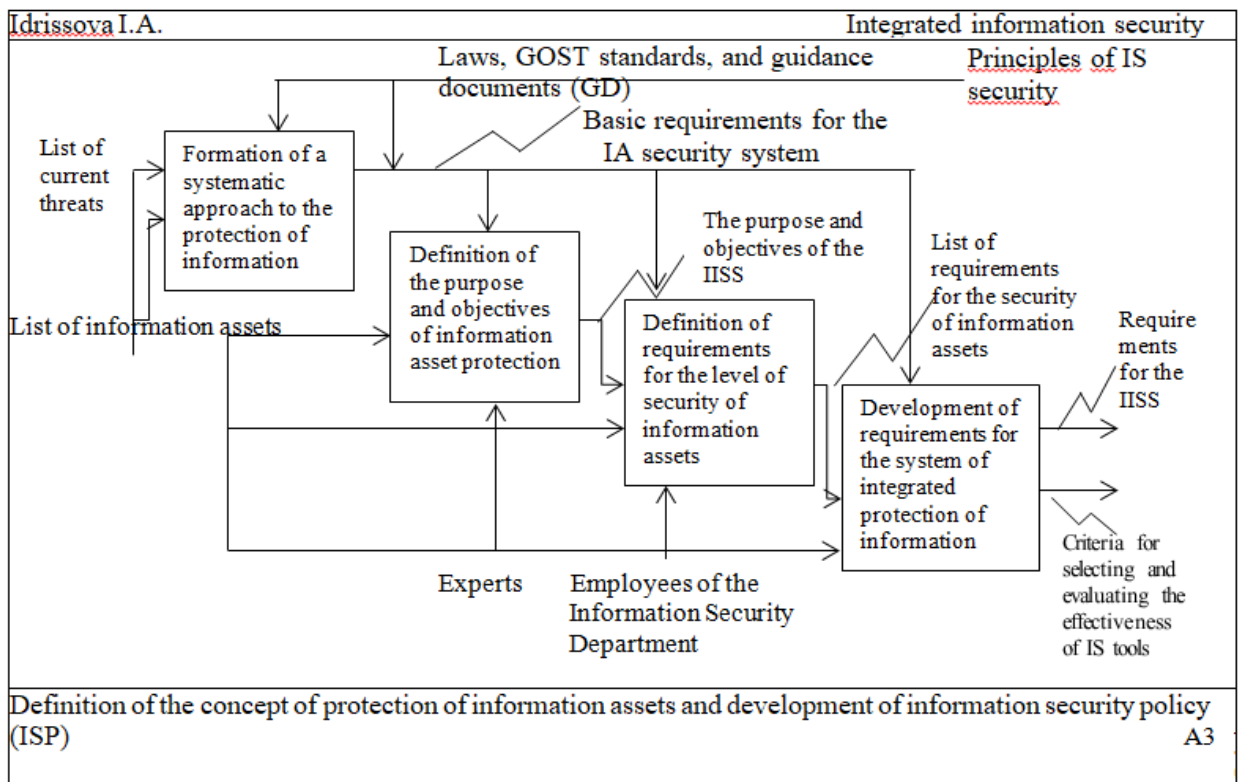 Idrissova I.A.
Integrated information security
Laws, GOST standards, and guidance
documents (GD)
Principles of IS
security
Basic requirements for the
IA security system
List of
current
threats
Formation of a
systematic
approach to the
protection of
information
List of information assets
Definition of
the purpose
and objectives
of information
asset protection
The purpose and
objectives of the
IISS
Definition of
requirements
for the level of
security of
information
assets
List of
requirements
for the security
of information
assets
Development of
requirements for
the system of
integrated
protection of
information
Require
ments
for the
IISS
Criteria for
selecting and
evaluating the
effectiveness
of IS tools
Experts
Employees of the
Information Security
Department
Definition of the concept of protection of information assets and development of information security policy
(ISP)
A3